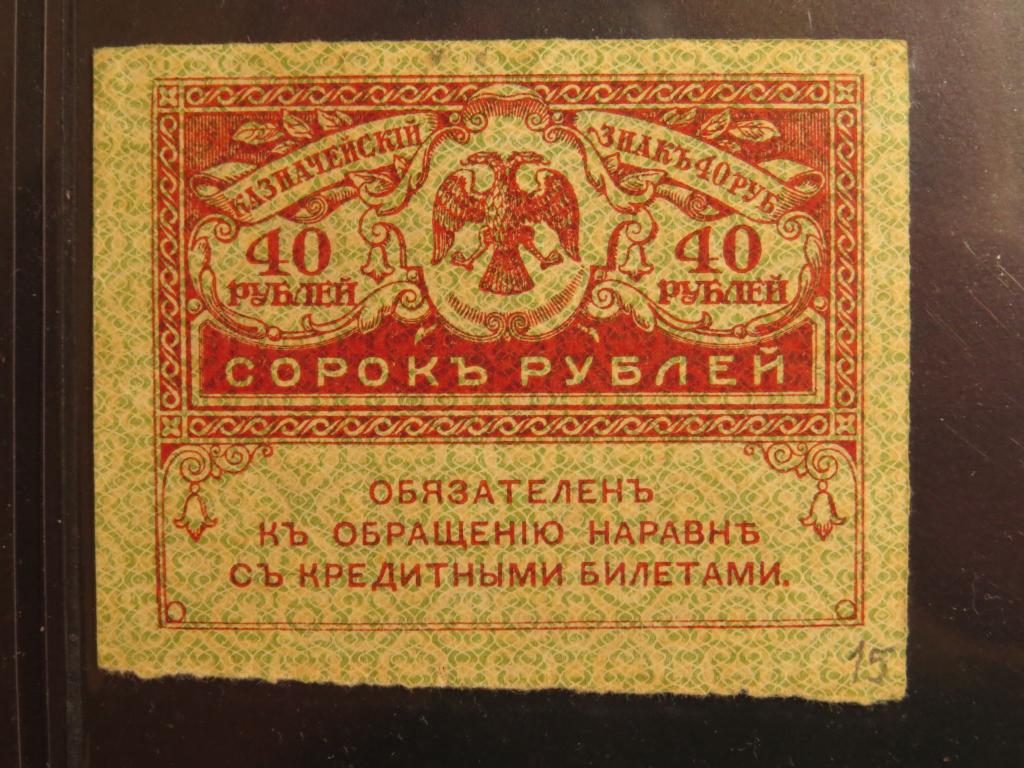 КАЗНАЧЕЙСКІЙ ЗНАКЪ 40 РУБ
40 РУБЛЕЙ
40 РУБЛЕЙ
СОРОКЪ РУБЛЕЙ
ОБЯЗАТЕЛЕНЪ
КЪ ОБРАЩЕНІЮ НАРАВНѢ
СЪ КРЕДИТНЫМИ БИЛЕТАМИ.
15